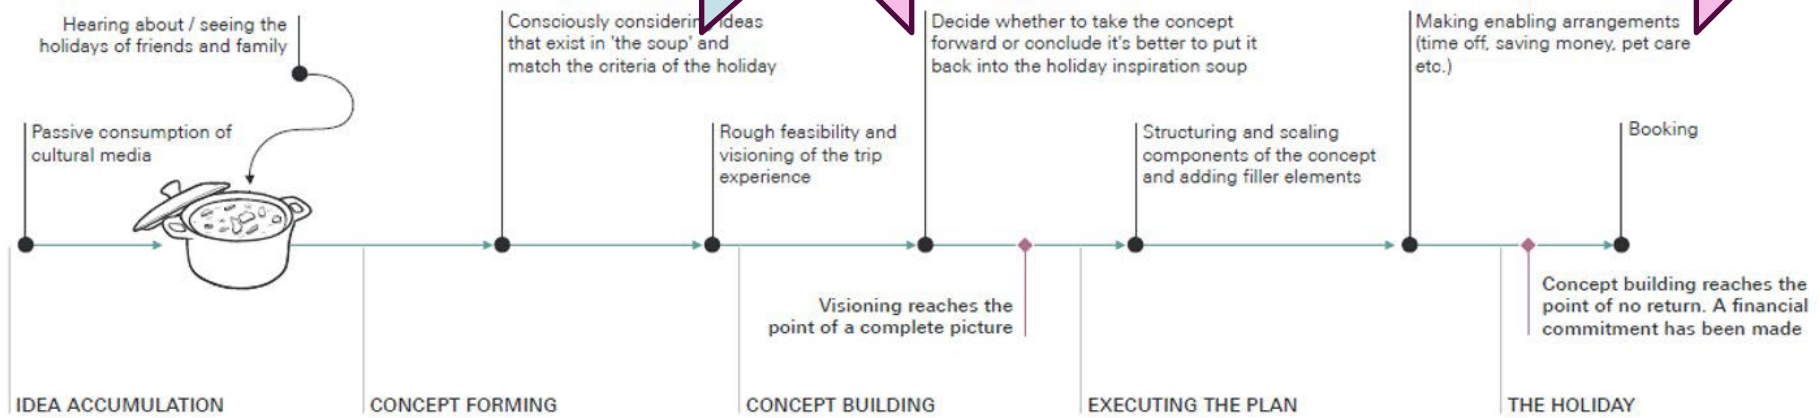 Hearing about / seeing the
holidays of friends and family
Passive consumption of
cultural media
Consciously considering ideas
that exist in 'the soup' and
match the criteria of the holiday
Rough feasibility and
visioning of the trip
experience
Decide whether to take the concept
forward or conclude it's better to put it
back into the holiday inspiration soup
Structuring and scaling
components of the concept
and adding filler elements
Making enabling arrangements
(time off, saving money, pet care
etc.)
Booking
Visioning reaches the
point of a complete picture
Concept building reaches the
point of no return. A financial
commitment has been made
IDEA ACCUMULATION
CONCEPT FORMING
CONCEPT BUILDING
EXECUTING THE PLAN
THE HOLIDAY